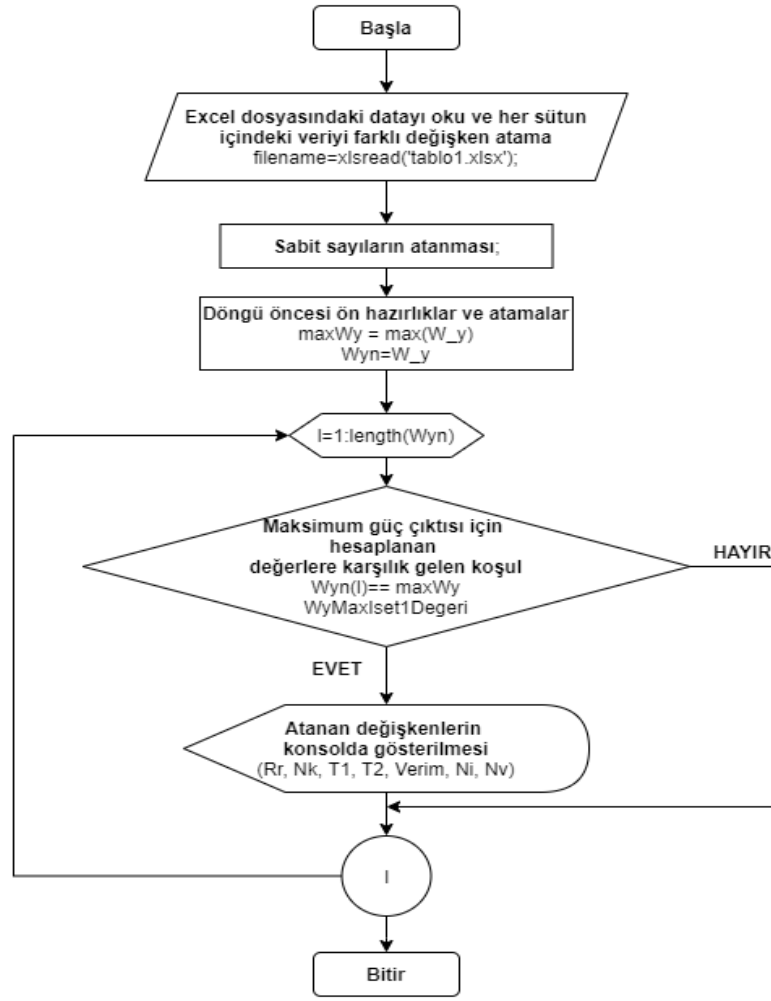 Başla
Excel dosyasındaki datayı oku ve her sütun
içindeki veriyi farklı değişken atama
filename=xlsread('tablo1.xlsx');
Sabit sayıların atanması;
Döngü öncesi ön hazırlıklar ve atamalar
maxWy = max(W_y)
Wyn=W_y
I=1:length(Wyn)
Maksimum güç çıktısı için
hesaplanan
değerlere karşılık gelen koşul
Wyn(I)== maxWy
WyMaxIset1Degeri
HAYIR
EVET
Atanan değişkenlerin
konsolda gösterilmesi
(Rr, Nk, T1, T2, Verim, Ni, Nv)
I
Bitir